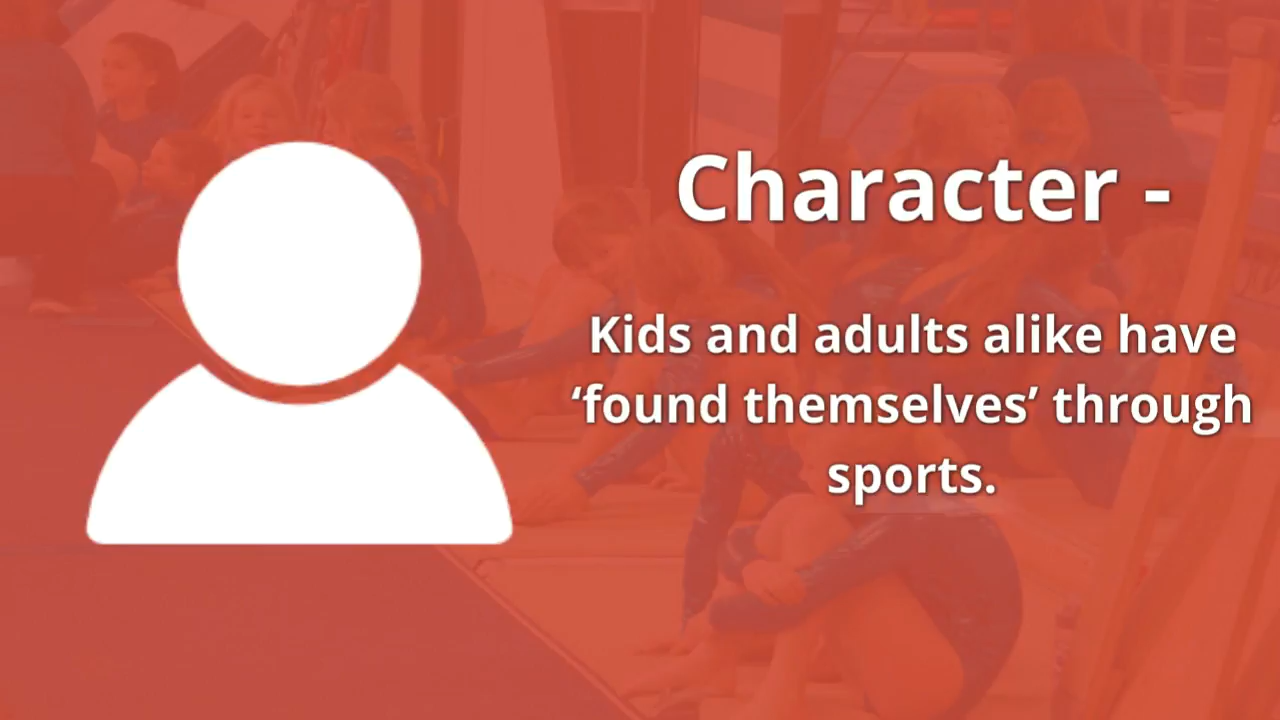 Character -
Kids and adults alike have
‘found themselves’ through
sports.